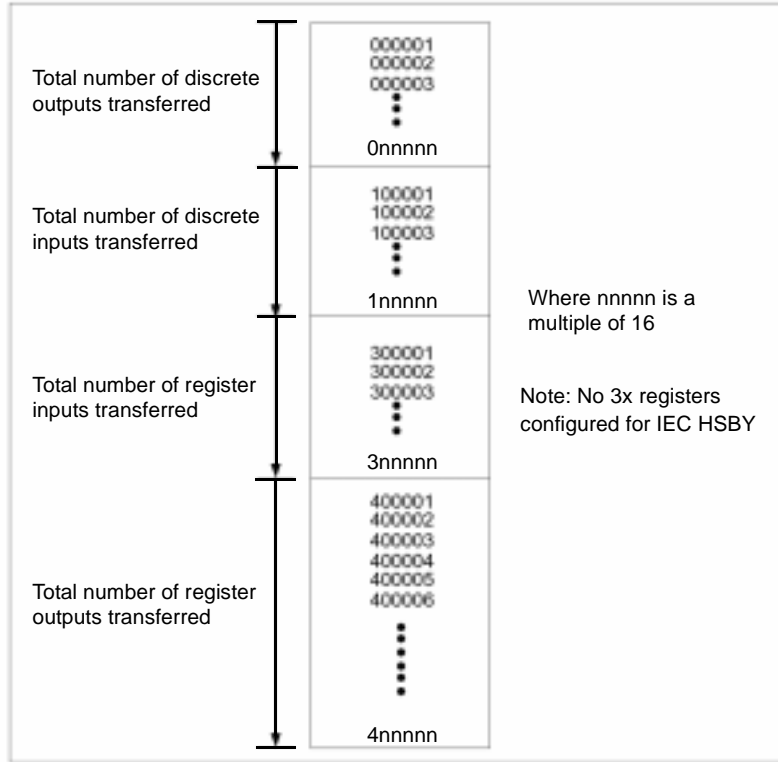 Total number of discrete
outputs transferred
000001
000002
000003
0nnnnn
Total number of discrete
inputs transferred
100001
100002
100003
1nnnnn
Where nnnnn is a
multiple of 16
Total number of register
inputs transferred
300001
300002
300003
3nnnnn
Note: No 3x registers
configured for IEC HSBY
Total number of register
outputs transferred
400001
400002
400003
400004
400005
400006
4nnnnn